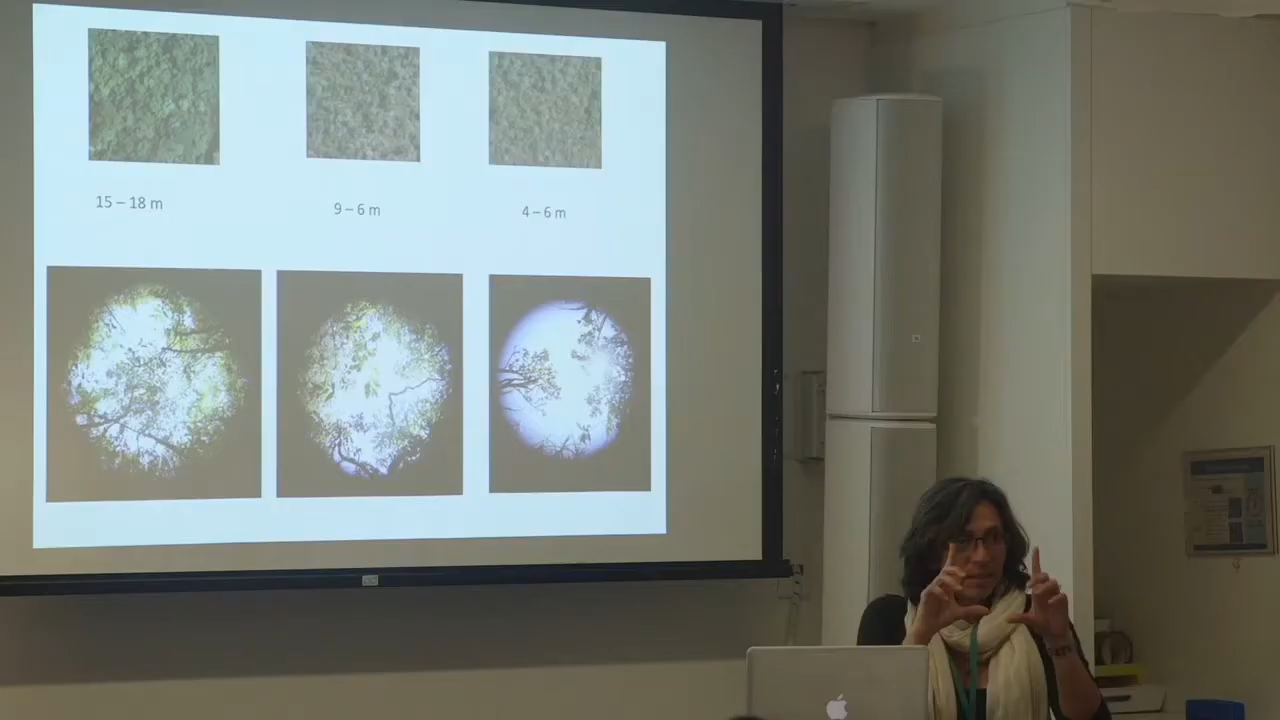 15 – 18 m
9 – 6 m
4 – 6 m